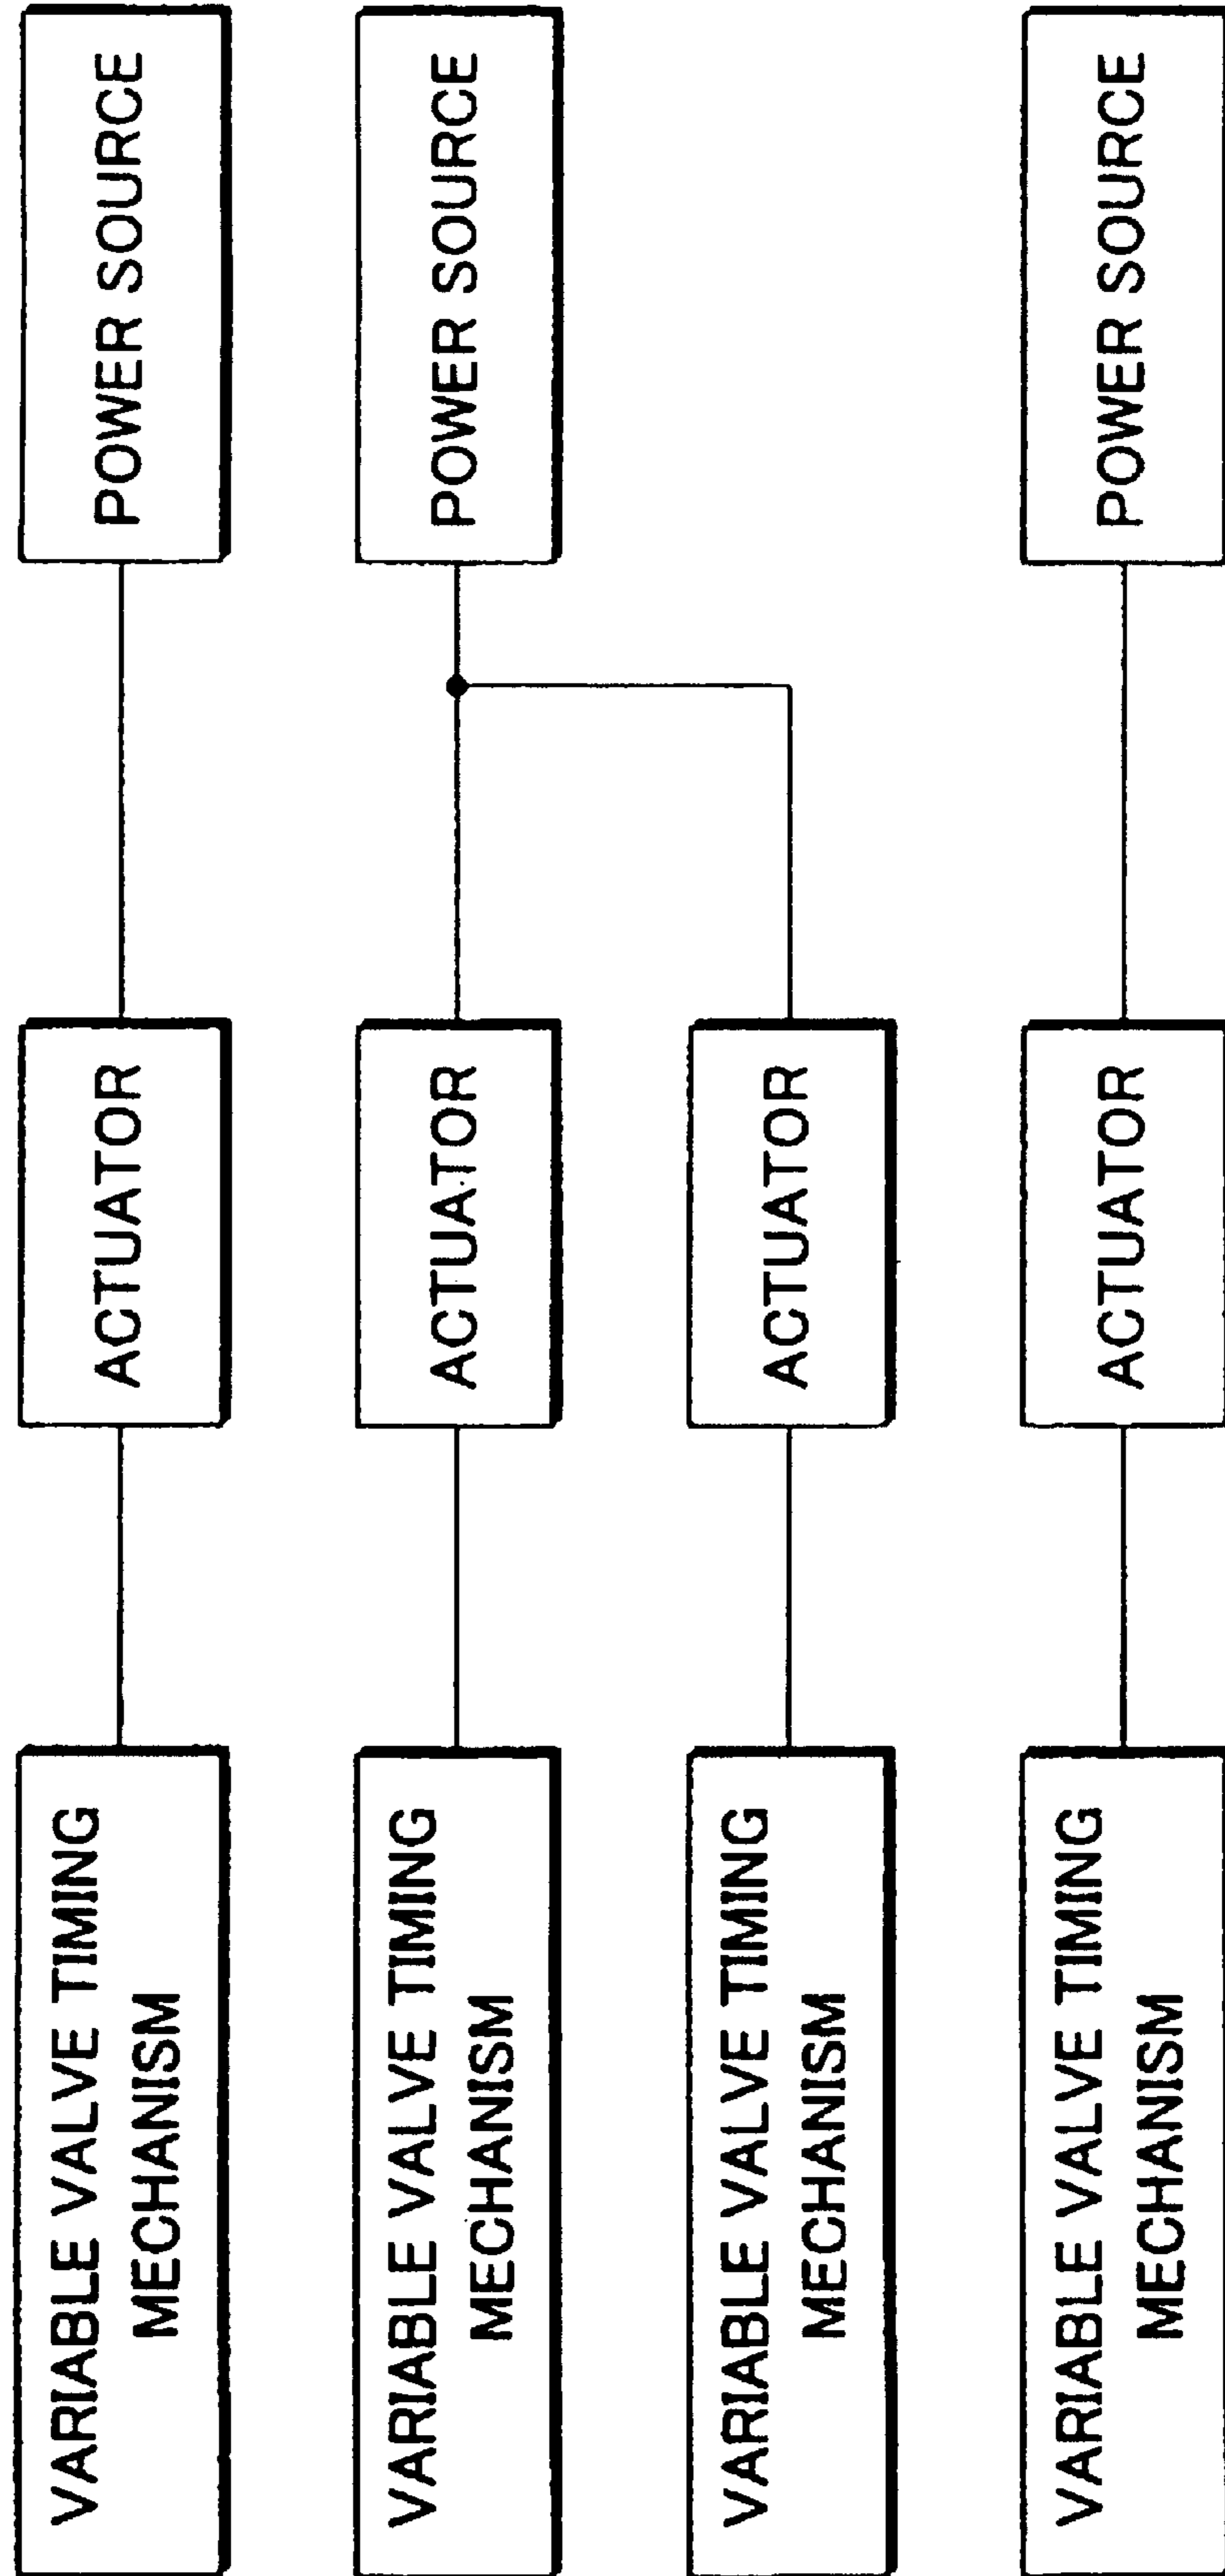 VARIABLE VALVE TIMING
MECHANISM
ACTUATOR
POWER SOURCE
VARIABLE VALVE TIMING
MECHANISM
ACTUATOR
POWER SOURCE
VARIABLE VALVE TIMING
MECHANISM
ACTUATOR
VARIABLE VALVE TIMING
MECHANISM
ACTUATOR
POWER SOURCE